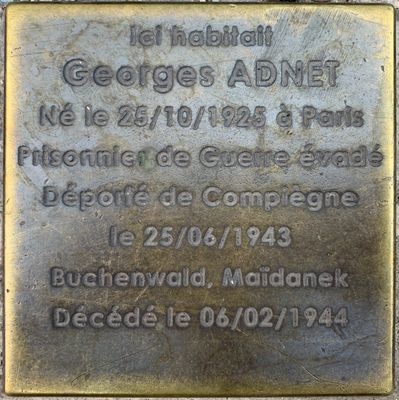 Ici habitait
Georges ADNET
Né le 25/10/1925 à Paris
Prisonnier de Guerre évadé
Déporté de Compiègne
le 25/06/1943
Buchenwald, Maïdanek
Décédé le 06/02/1944